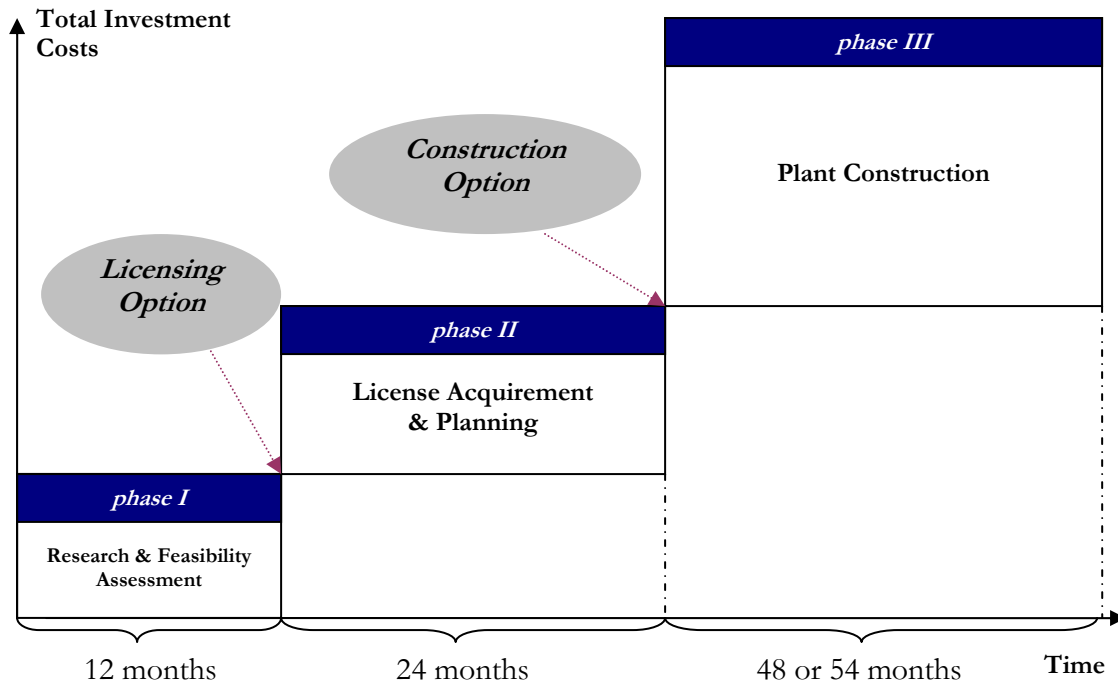 Total Investment
Costs
phase III
Construction
Option
Plant Construction
Licensing
Option
phase II
License Acquirement
& Planning
phase I
Research & Feasibility
Assessment
12 months
24 months
48 or 54 months
Time